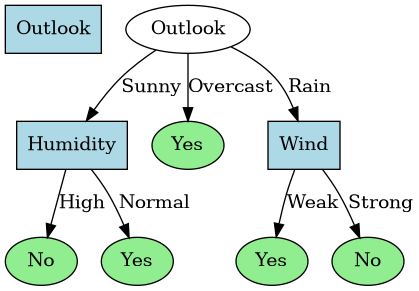 Outlook
Outlook
Sunny
Overcast
Rain
Humidity
Yes
Wind
High
Normal
Weak
Strong
No
Yes
Yes
No